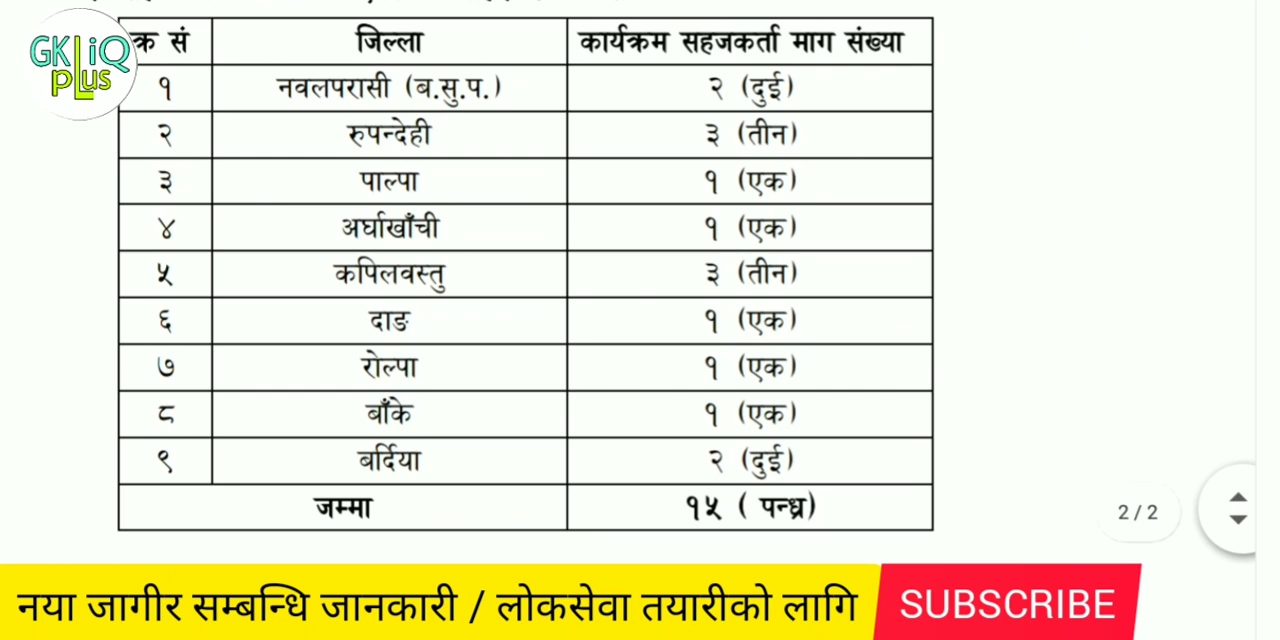 GK iQ
pLus
क्र सं जिल्ला कार्यक्रम सहजकर्ता माग संख्या
१ नवलपरासी (ब.सु.प.) २ (दुई)
२ रुपन्देही ३ (तीन)
३ पाल्पा १ (एक)
४ अर्घाखाँची १ (एक)
५ कपिलवस्तु ३ (तीन)
६ दाङ १ (एक)
७ रोल्पा १ (एक)
८ बाँके १ (एक)
९ बर्दिया २ (दुई)
जम्मा १५ ( पन्ध्र)
2 / 2
नया जागीर सम्बन्धि जानकारी / लोकसेवा तयारीको लागि SUBSCRIBE